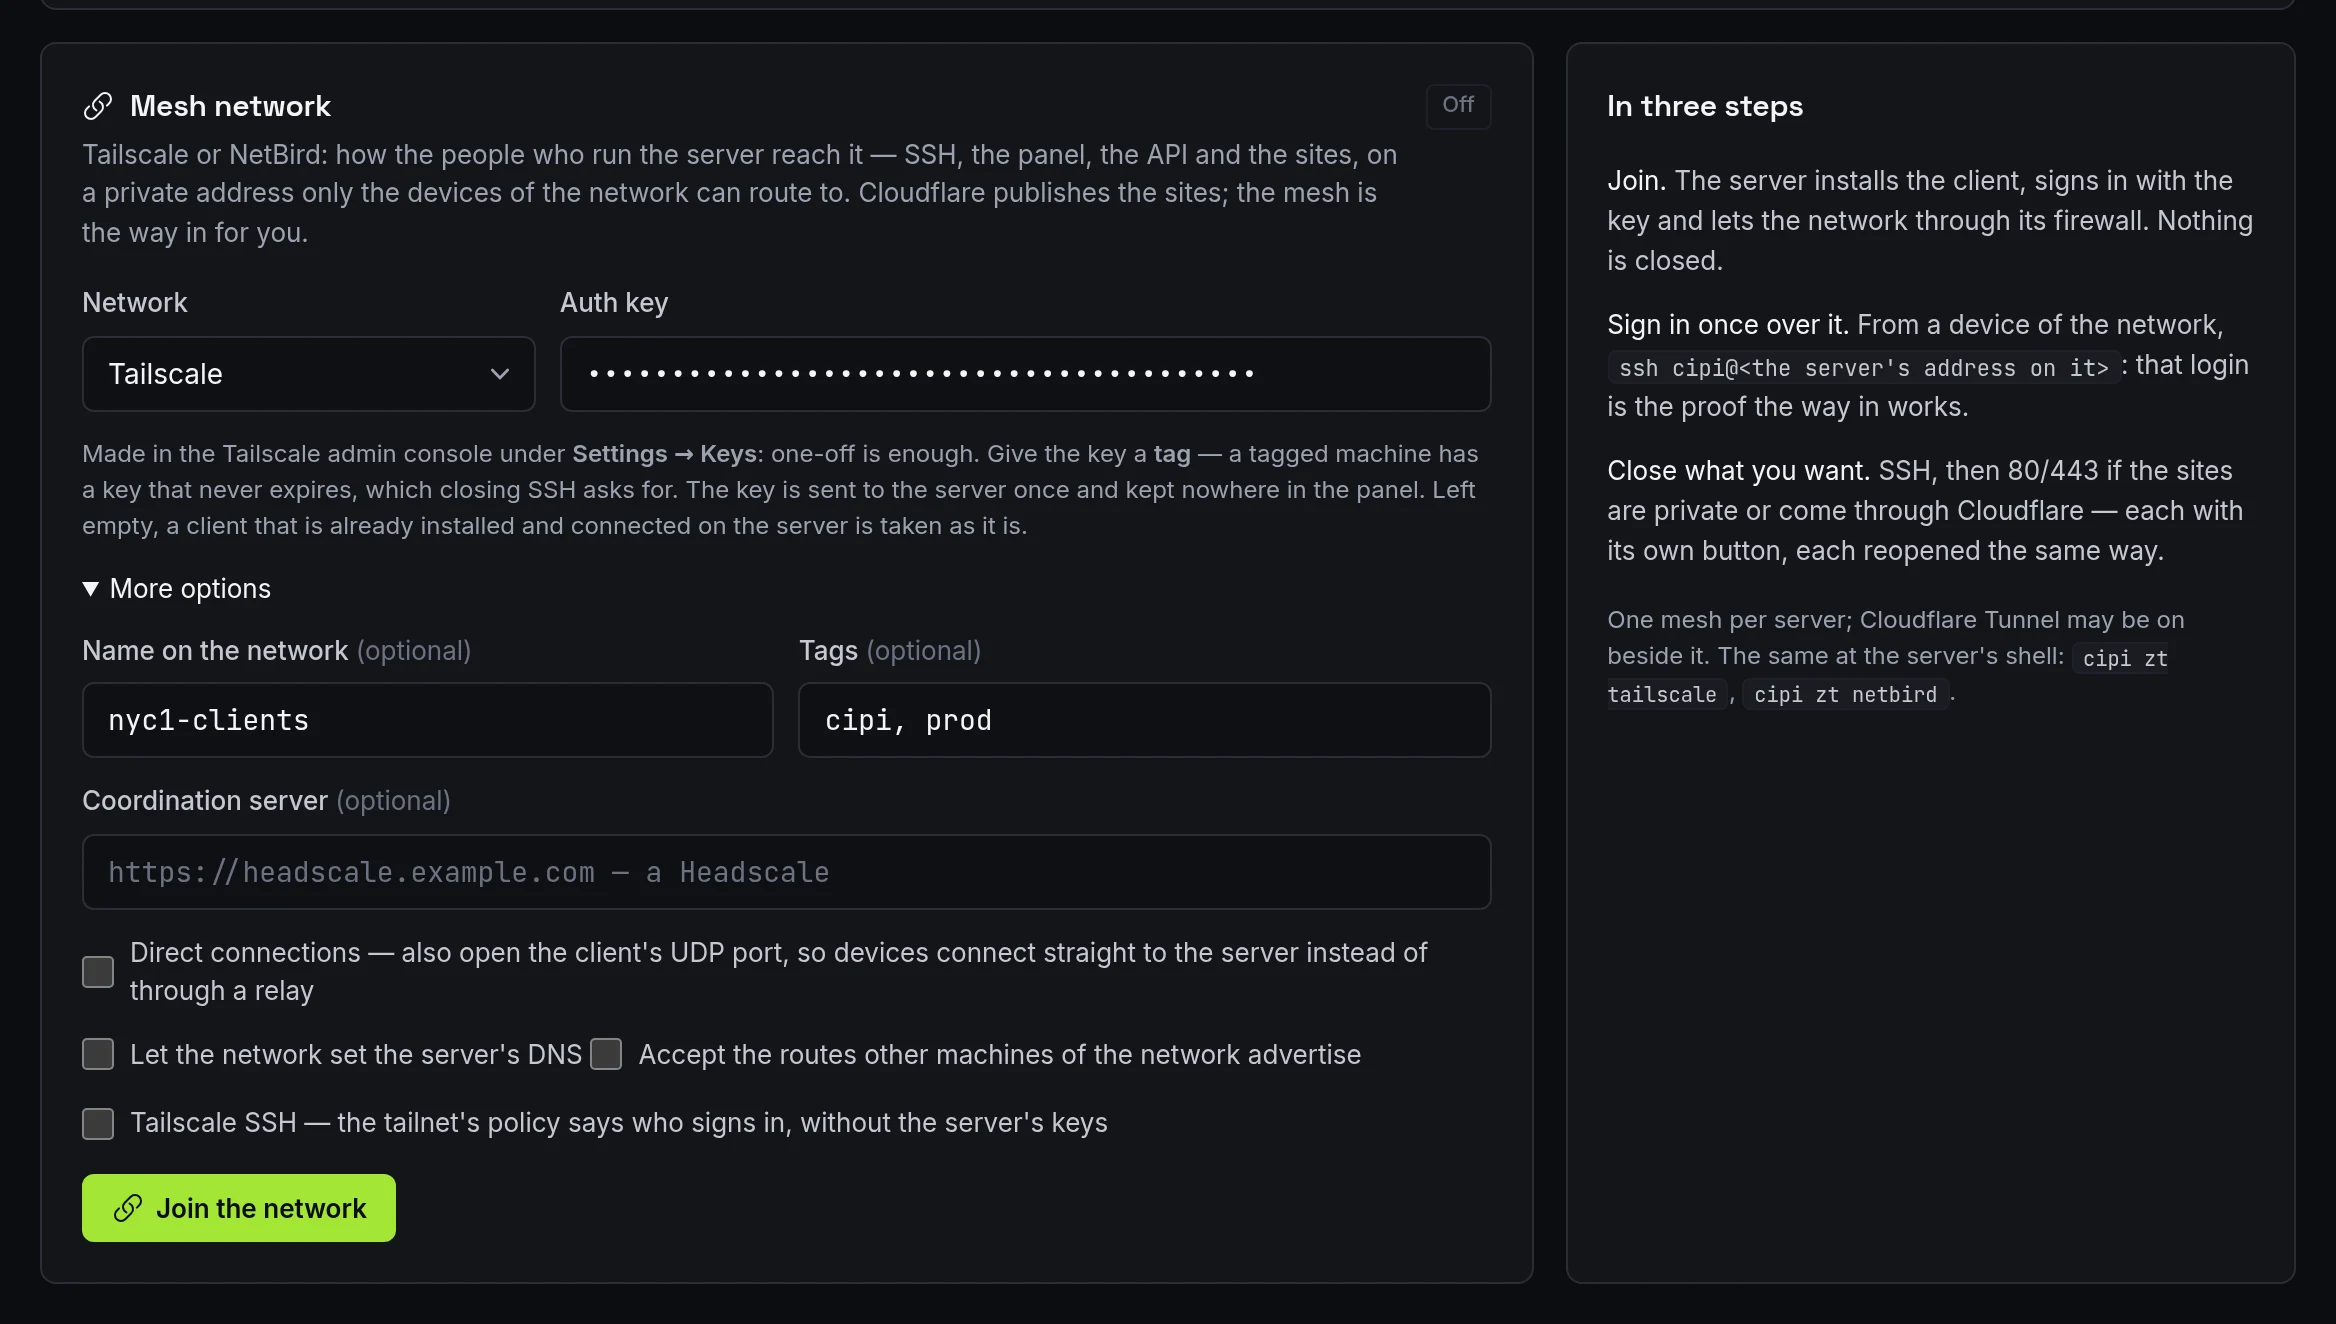 Mesh network
Off
Tailscale or NetBird: how the people who run the server reach it — SSH, the panel, the API and the sites, on
a private address only the devices of the network can route to. Cloudflare publishes the sites; the mesh is
the way in for you.
Network
Auth key
Tailscale
••••••••••••••••••••••••••••••••••••••••
Made in the Tailscale admin console under Settings → Keys: one-off is enough. Give the key a tag — a tagged machine has
a key that never expires, which closing SSH asks for. The key is sent to the server once and kept nowhere in the panel. Left
empty, a client that is already installed and connected on the server is taken as it is.
▼ More options
Name on the network (optional)
Tags (optional)
nyc1-clients
cipi, prod
Coordination server (optional)
https://headscale.example.com — a Headscale
Direct connections — also open the client's UDP port, so devices connect straight to the server instead of
through a relay
Let the network set the server's DNS
Accept the routes other machines of the network advertise
Tailscale SSH — the tailnet's policy says who signs in, without the server's keys
Join the network
In three steps
Join. The server installs the client, signs in with the
key and lets the network through its firewall. Nothing
is closed.
Sign in once over it. From a device of the network,
ssh cipi@<the server's address on it>: that login
is the proof the way in works.
Close what you want. SSH, then 80/443 if the sites
are private or come through Cloudflare — each with
its own button, each reopened the same way.
One mesh per server; Cloudflare Tunnel may be on
beside it. The same at the server's shell: cipi zt
tailscale, cipi zt netbird.